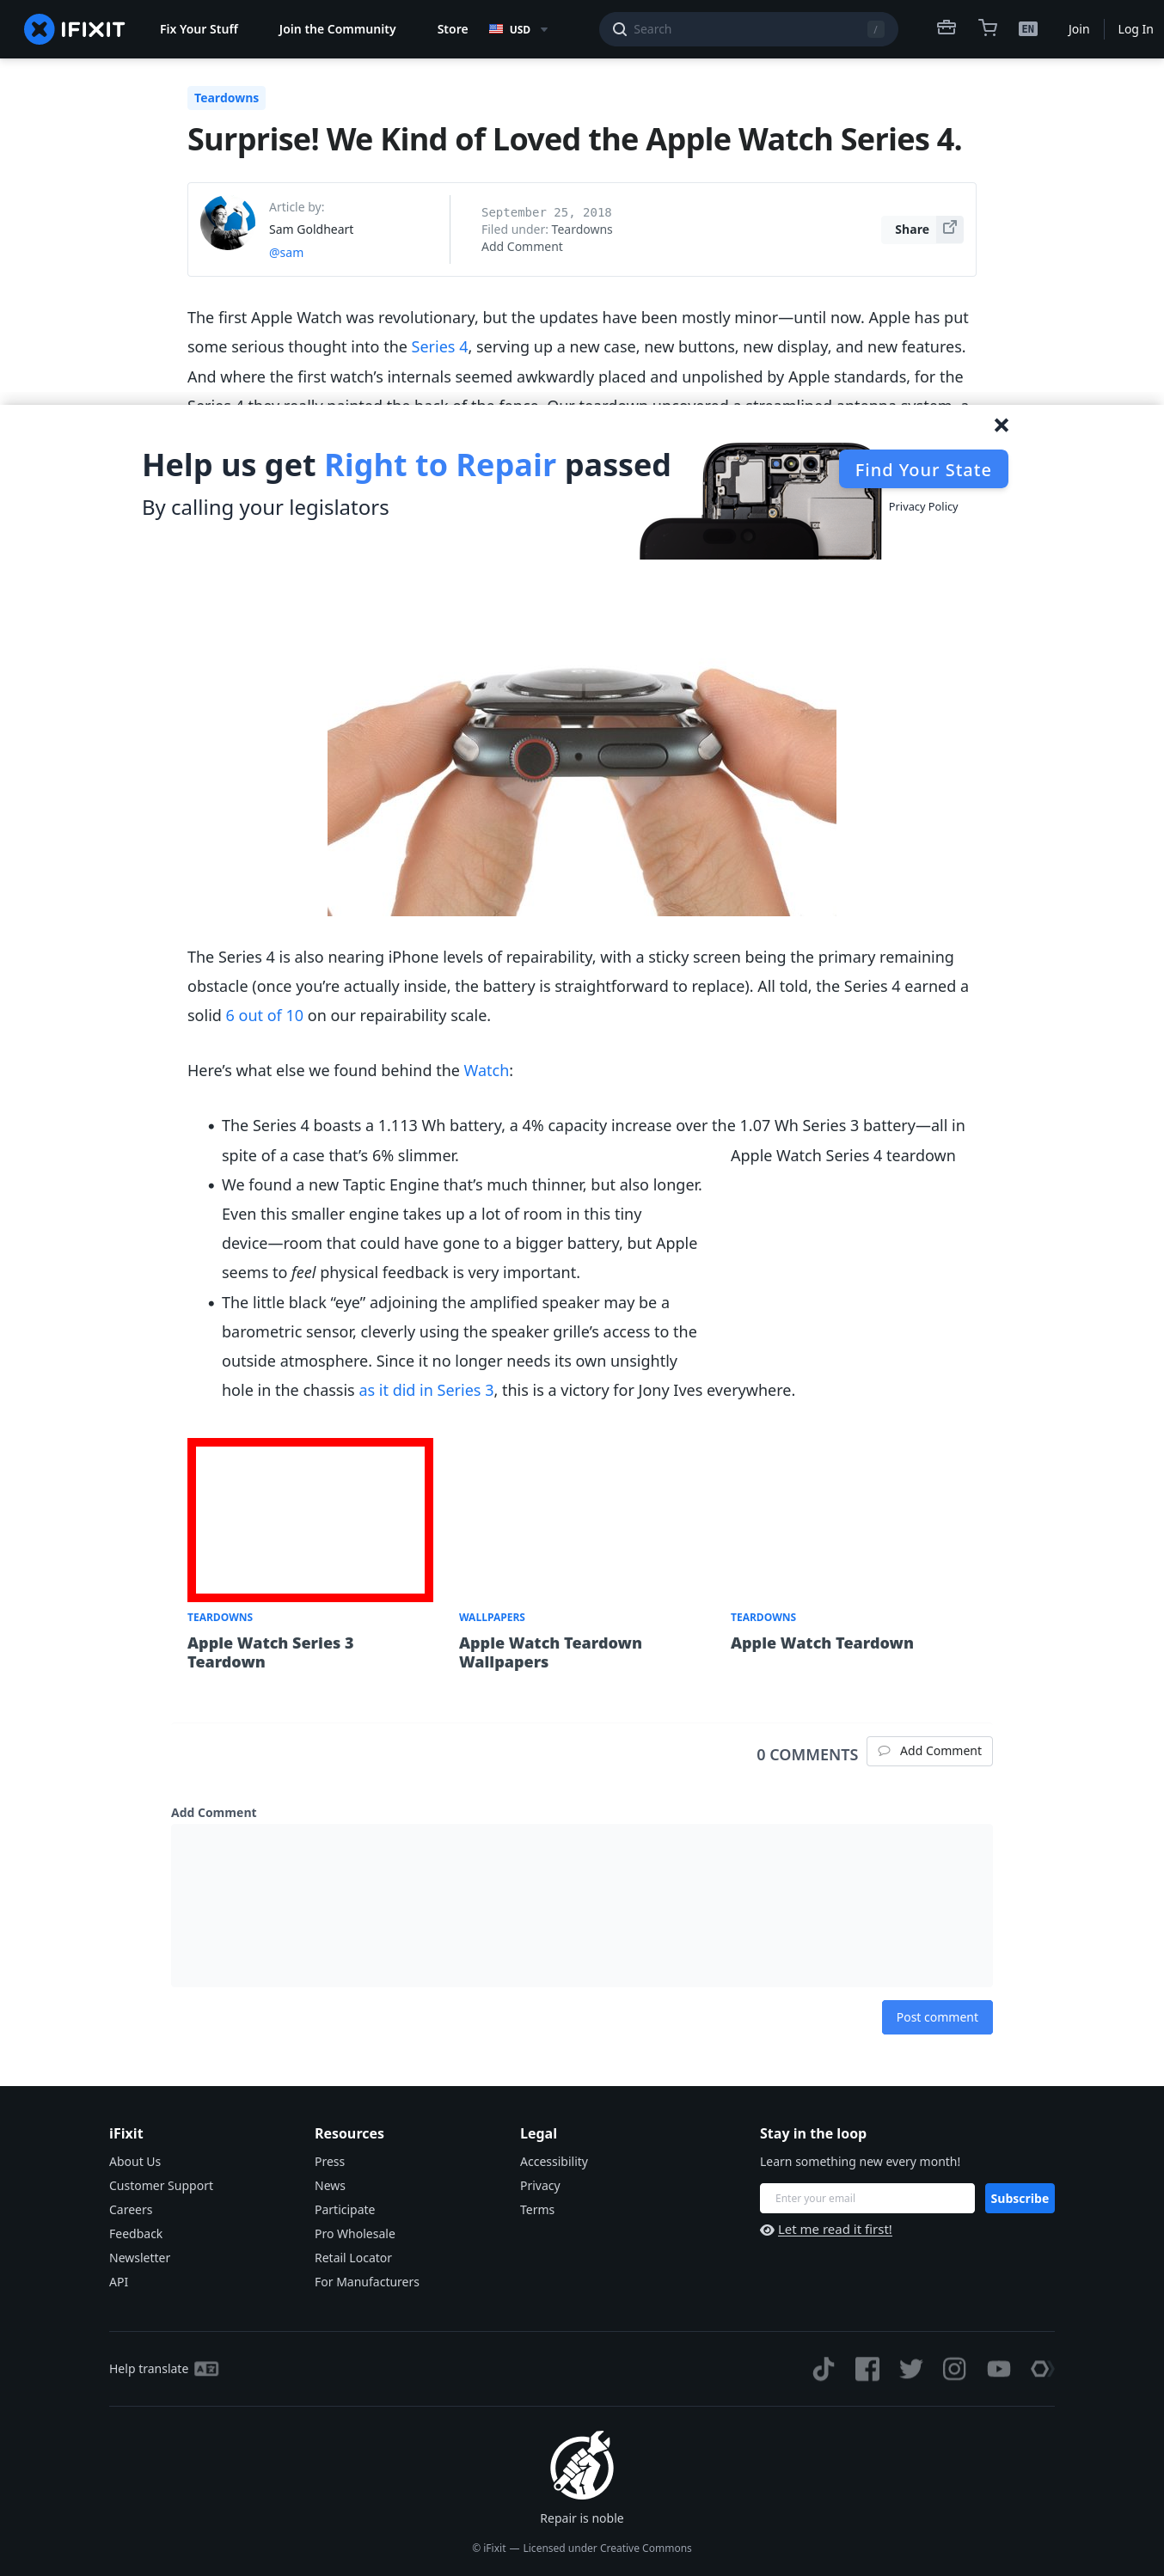 IFIXIT
Fix Your Stuff
Join the Community
Store
USD
Search
/
EN
Join
Log In
Teardowns
Surprise! We Kind of Loved the Apple Watch Series 4.
Article by:
Sam Goldheart
@sam
September 25, 2018
Filed under: Teardowns
Add Comment
Share
The first Apple Watch was revolutionary, but the updates have been mostly minor—until now. Apple has put
some serious thought into the Series 4, serving up a new case, new buttons, new display, and new features.
And where the first watch’s internals seemed awkwardly placed and unpolished by Apple standards, for the
Series 4 they really painted the back of the fence. Our teardown uncovered a streamlined antenna system, a
Help us get Right to Repair passed
By calling your legislators
Find Your State
Privacy Policy
The Series 4 is also nearing iPhone levels of repairability, with a sticky screen being the primary remaining
obstacle (once you’re actually inside, the battery is straightforward to replace). All told, the Series 4 earned a
solid 6 out of 10 on our repairability scale.
Here’s what else we found behind the Watch:
• The Series 4 boasts a 1.113 Wh battery, a 4% capacity increase over the 1.07 Wh Series 3 battery—all in
spite of a case that’s 6% slimmer.
Apple Watch Series 4 teardown
• We found a new Taptic Engine that’s much thinner, but also longer.
Even this smaller engine takes up a lot of room in this tiny
device—room that could have gone to a bigger battery, but Apple
seems to feel physical feedback is very important.
• The little black “eye” adjoining the amplified speaker may be a
barometric sensor, cleverly using the speaker grille’s access to the
outside atmosphere. Since it no longer needs its own unsightly
hole in the chassis as it did in Series 3, this is a victory for Jony Ives everywhere.
TEARDOWNS
Apple Watch Series 3
Teardown
WALLPAPERS
Apple Watch Teardown
Wallpapers
TEARDOWNS
Apple Watch Teardown
0 COMMENTS
Add Comment
Add Comment
Post comment
iFixit
About Us
Customer Support
Careers
Feedback
Newsletter
API
Resources
Press
News
Participate
Pro Wholesale
Retail Locator
For Manufacturers
Legal
Accessibility
Privacy
Terms
Stay in the loop
Learn something new every month!
Enter your email
Subscribe
Let me read it first!
Help translate
Repair is noble
© iFixit — Licensed under Creative Commons